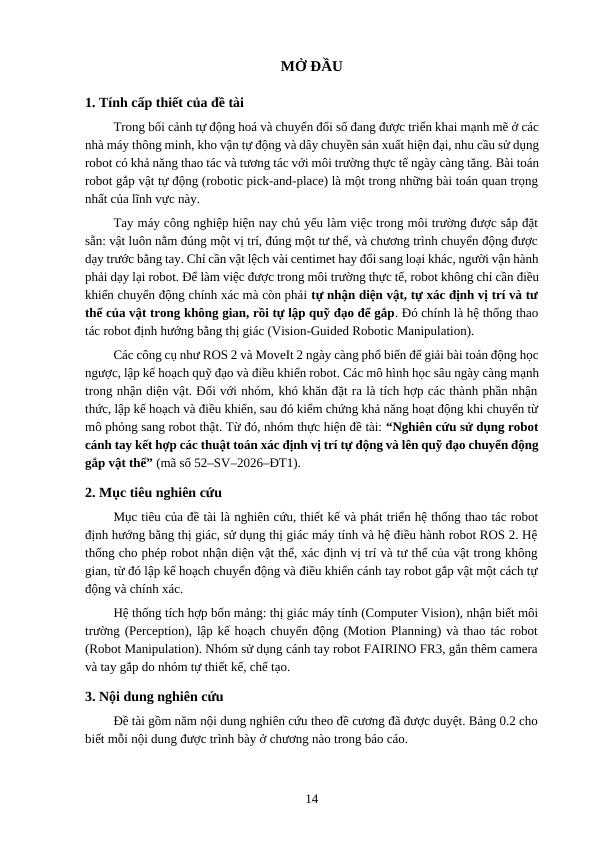 MỞ ĐẦU
1. Tính cấp thiết của đề tài
Trong bối cảnh tự động hoá và chuyển đổi số đang được triển khai mạnh mẽ ở các
nhà máy thông minh, kho vận tự động và dây chuyền sản xuất hiện đại, nhu cầu sử dụng
robot có khả năng thao tác và tương tác với môi trường thực tế ngày càng tăng. Bài toán
robot gắp vật tự động (robotic pick-and-place) là một trong những bài toán quan trọng
nhất của lĩnh vực này.
Tay máy công nghiệp hiện nay chủ yếu làm việc trong môi trường được sắp đặt
sẵn: vật luôn nằm đúng một vị trí, đúng một tư thế, và chương trình chuyển động được
dạy trước bằng tay. Chỉ cần vật lệch vài centimet hay đổi sang loại khác, người vận hành
phải dạy lại robot. Để làm việc được trong môi trường thực tế, robot không chỉ cần điều
khiển chuyển động chính xác mà còn phải tự nhận diện vật, tự xác định vị trí và tư
thế của vật trong không gian, rồi tự lập quỹ đạo để gắp. Đó chính là hệ thống thao
tác robot định hướng bằng thị giác (Vision-Guided Robotic Manipulation).
Các công cụ như ROS 2 và MoveIt 2 ngày càng phổ biến để giải bài toán động học
ngược, lập kế hoạch quỹ đạo và điều khiển robot. Các mô hình học sâu ngày càng mạnh
trong nhận diện vật. Đối với nhóm, khó khăn đặt ra là tích hợp các thành phần nhận
thức, lập kế hoạch và điều khiển, sau đó kiểm chứng khả năng hoạt động khi chuyển từ
mô phỏng sang robot thật. Từ đó, nhóm thực hiện đề tài: “Nghiên cứu sử dụng robot
cánh tay kết hợp các thuật toán xác định vị trí tự động và lên quỹ đạo chuyển động
gắp vật thể” (mã số 52–SV–2026–ĐT1).
2. Mục tiêu nghiên cứu
Mục tiêu của đề tài là nghiên cứu, thiết kế và phát triển hệ thống thao tác robot
định hướng bằng thị giác, sử dụng thị giác máy tính và hệ điều hành robot ROS 2. Hệ
thống cho phép robot nhận diện vật thể, xác định vị trí và tư thế của vật trong không
gian, từ đó lập kế hoạch chuyển động và điều khiển cánh tay robot gắp vật một cách tự
động và chính xác.
Hệ thống tích hợp bốn mảng: thị giác máy tính (Computer Vision), nhận biết môi
trường (Perception), lập kế hoạch chuyển động (Motion Planning) và thao tác robot
(Robot Manipulation). Nhóm sử dụng cánh tay robot FAIRINO FR3, gắn thêm camera
và tay gắp do nhóm tự thiết kế, chế tạo.
3. Nội dung nghiên cứu
Đề tài gồm năm nội dung nghiên cứu theo đề cương đã được duyệt. Bảng 0.2 cho
biết mỗi nội dung được trình bày ở chương nào trong báo cáo.
14